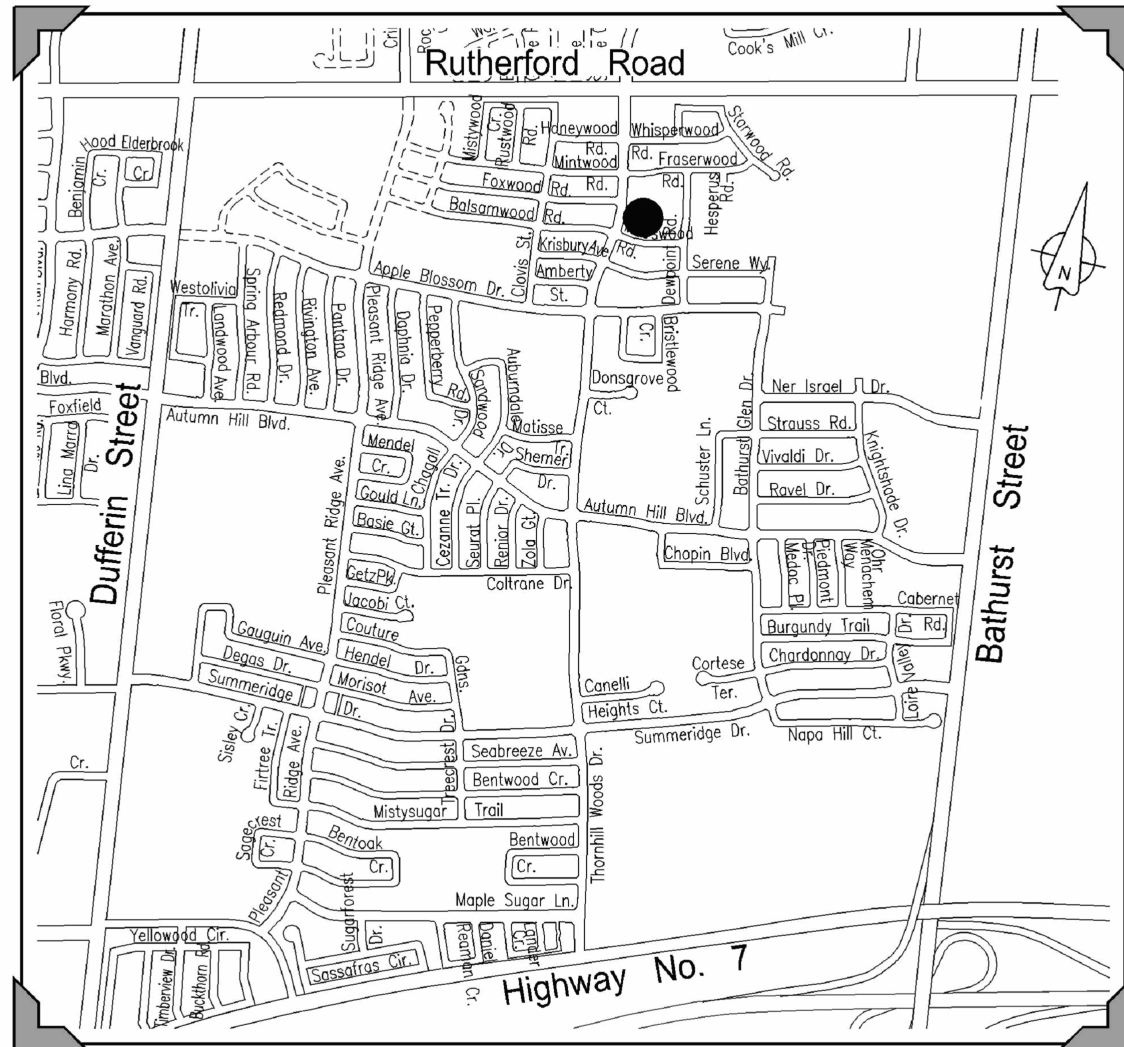 Cook's Mill Cr.
Rutherford Road
Mistywood
Cr.
Rustwood
Rd.
Honeywood
Rd.
Whisperwood
Rd.
Starwood Rd.
Mintwood
Rd.
Fraserwood
Rd.
Foxwood
Rd.
Hesperus
Rd.
Balsamwood
Rd.
Rd.
Hood
Elderbrook
Cr.
Benjamin
Cr.
Krisbury Ave
Rd.
Clovis St.
Amberty
St.
Dewpoint
Serene Wy.
Apple Blossom Dr.
Harmony Rd.
Marathon Ave.
Vanguard Rd.
Westolivia
Tr.
Landwood Ave.
Spring Arbour Rd.
Redmond Dr.
Rivington Ave.
Pantano Dr.
Pleasant Ridge Ave.
Daphnia Dr.
Pepperberry
Rd.
Sandwood
Dr.
Auburndale
Dr.
Cr.
Bristlewood
Donsgrove
Ct.
N
Blvd.
Foxfield
Lina Marra
Dr.
Dufferin Street
Autumn Hill Blvd.
Matisse
Tr.
Shemer
Dr.
Schuster Ln.
Bathurst Glen Dr.
Ner Israel Dr.
Strauss Rd.
Vivaldi Dr.
Ravel Dr.
Knightshade Dr.
Bathurst Street
Mendel
Cr.
Chagall
Dr.
Gould Ln.
Basie Gt.
Cezanne Tr.
Seurat Pl.
Renior Dr.
Zola Gt.
Autumn Hill Blvd.
Chopin Blvd.
Medoc Pl.
Piedmont
Dr.
Ohr
Menachem
Way
Pleasant Ridge Ave.
GetzPk.
Coltrane Dr.
Jacobi Ct.
Cabernet
Rd.
Floral Pkwy.
Couture
Gdns.
Burgundy Trail
Chardonnay Dr.
Loire Valley
Dr.
Gauguin Ave.
Degas Dr.
Summeridge
Dr.
Hendel
Dr.
Morisot
Ave.
Cortese
Ter.
Canelli
Heights Ct.
Summeridge Dr.
Napa Hill Ct.
Sisley Cr.
Firtree Tr.
Ridge Ave.
Treecrest
Dr.
Seabreeze Av.
Bentwood Cr.
Mistysugar
Trail
Thornhill Woods Dr.
Cr.
Sagecrest
Cr.
Bentoak
Cr.
Bentwood
Cr.
Pleasant
Maple Sugar Ln.
Sugarforest
Dr.
Yellowood Cir.
Timberview Dr.
Buckthorn Rd.
Sassafras Cir.
Reaman Cr.
Daniel
Lander
Cr.
Highway No. 7